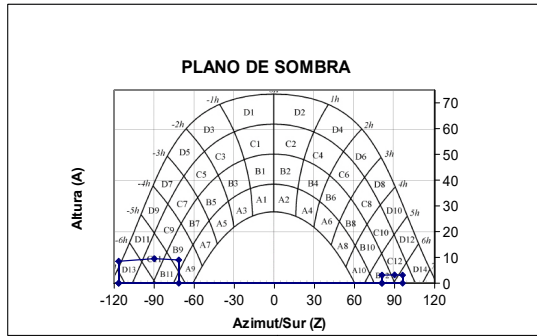 PLANO DE SOMBRA
-1h 1h
D1 D2 70
-2h D3 D4 2h 60
-3h D5 C1 C2 D6 3h 50
C3 C4
-4h D7 C5 B1 B2 C6 D8 4h 40
B3 B4
-5h D9 C7 B5 A1 A2 B6 C8 D10 5h 30
A3 A4
-6h D11 B7 A5 A6 B8 C10 D12 6h 20
B9 A7 A8 B10
D13 B11 A9 A10 C12 D14 10
0
-120 -90 -60 -30 0 30 60 90 120
Altura (A)
Azimut/Sur (Z)